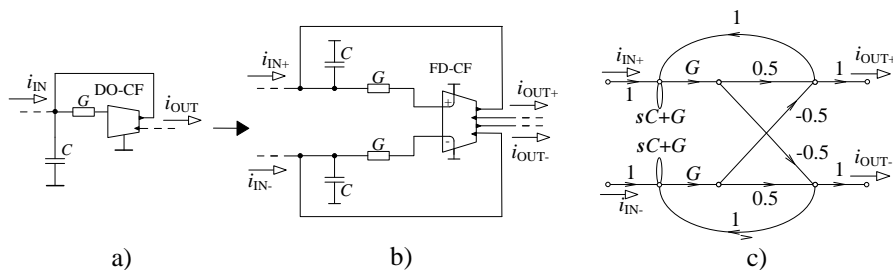 i_IN
DO-CF
G
i_OUT
C
a)
i_IN+
C
G
FD-CF
+
-
i_OUT+
i_OUT-
G
C
i_IN-
b)
1
i_IN+
1
G
0.5
1
i_OUT+
sC+G
-0.5
sC+G
-0.5
1
G
0.5
1
i_OUT-
i_IN-
1
c)